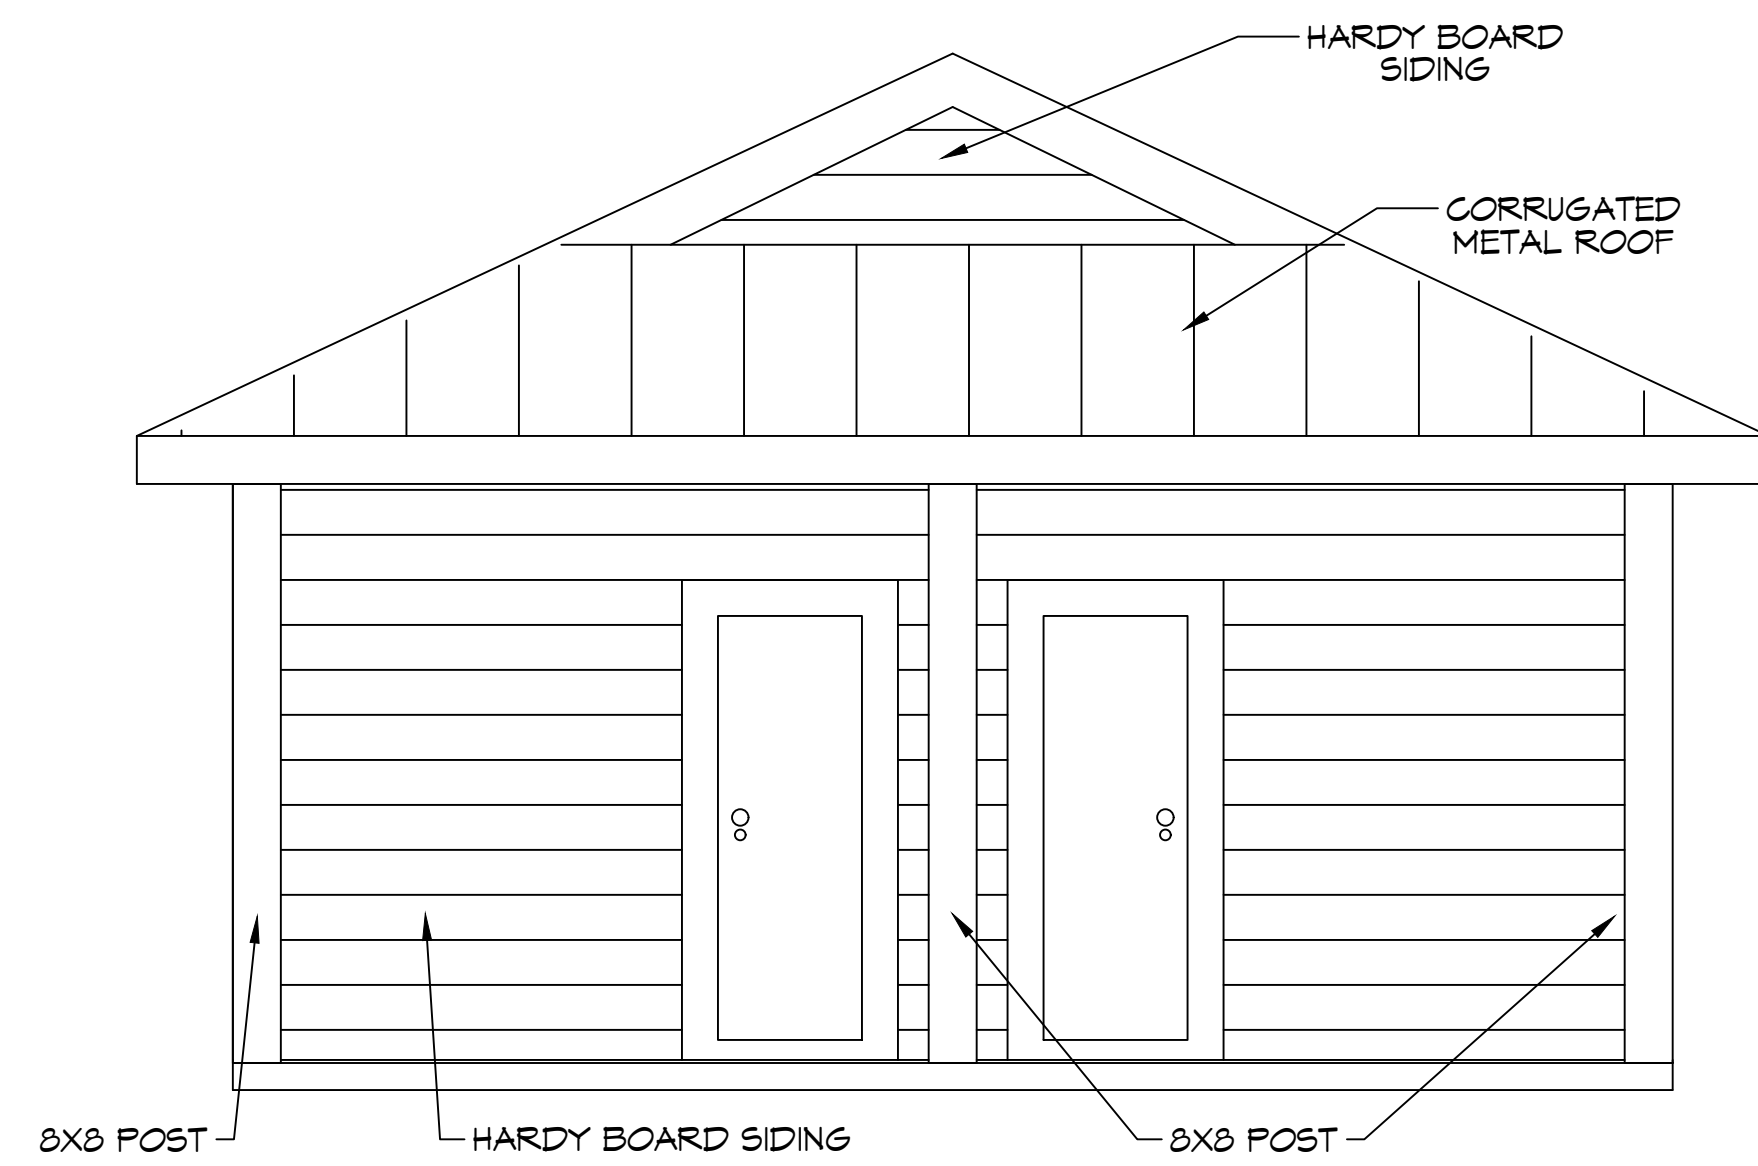 HARDY BOARD
SIDING
CORRUGATED
METAL ROOF
8X8 POST
HARDY BOARD SIDING
8X8 POST